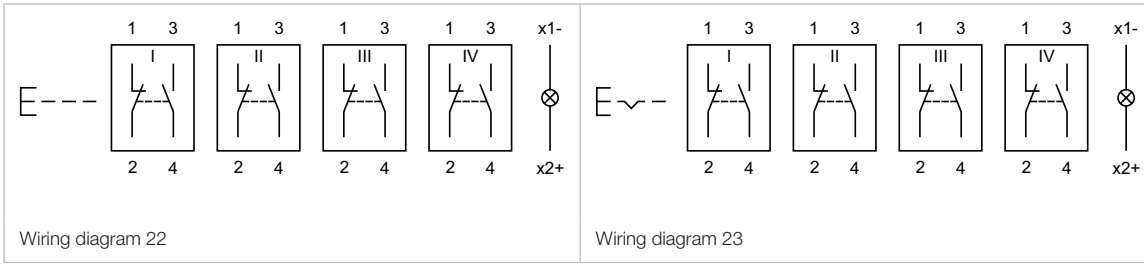 1 3 1 3 1 3 1 3 x1-
I II III IV
2 4 2 4 2 4 2 4 x2+
Wiring diagram 22
1 3 1 3 1 3 1 3 x1-
I II III IV
2 4 2 4 2 4 2 4 x2+
Wiring diagram 23